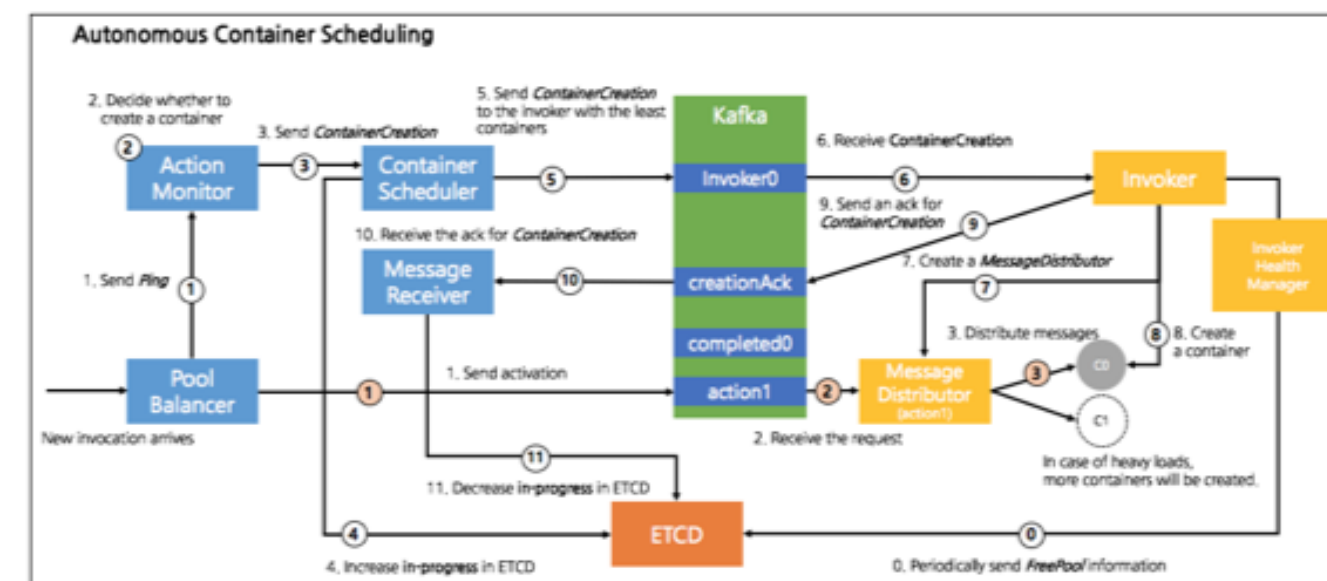 Autonomous Container Scheduling
2. Decide whether to
create a container
2
Action
Monitor
3. Send ContainerCreation
3
Container
Scheduler
5. Send ContainerCreation
to the invoker with the least
containers
5
Kafka
Invoker0
6. Receive ContainerCreation
6
Invoker
9. Send an ack for
ContainerCreation
9
Invoker
Health
Manager
10. Receive the ack for ContainerCreation
Message
Receiver
10
creationAck
7. Create a MessageDistributor
7
1. Send Ping
1
completed0
3. Distribute messages
8
8. Create
a container
C0
3
Pool
Balancer
1. Send activation
1
action1
2
Message
Distributor
(action1)
C1
New invocation arrives
2. Receive the request
In case of heavy loads,
more containers will be created.
11
11. Decrease in-progress in ETCD
ETCD
4
4. Increase in-progress in ETCD
0
0. Periodically send FreePool information